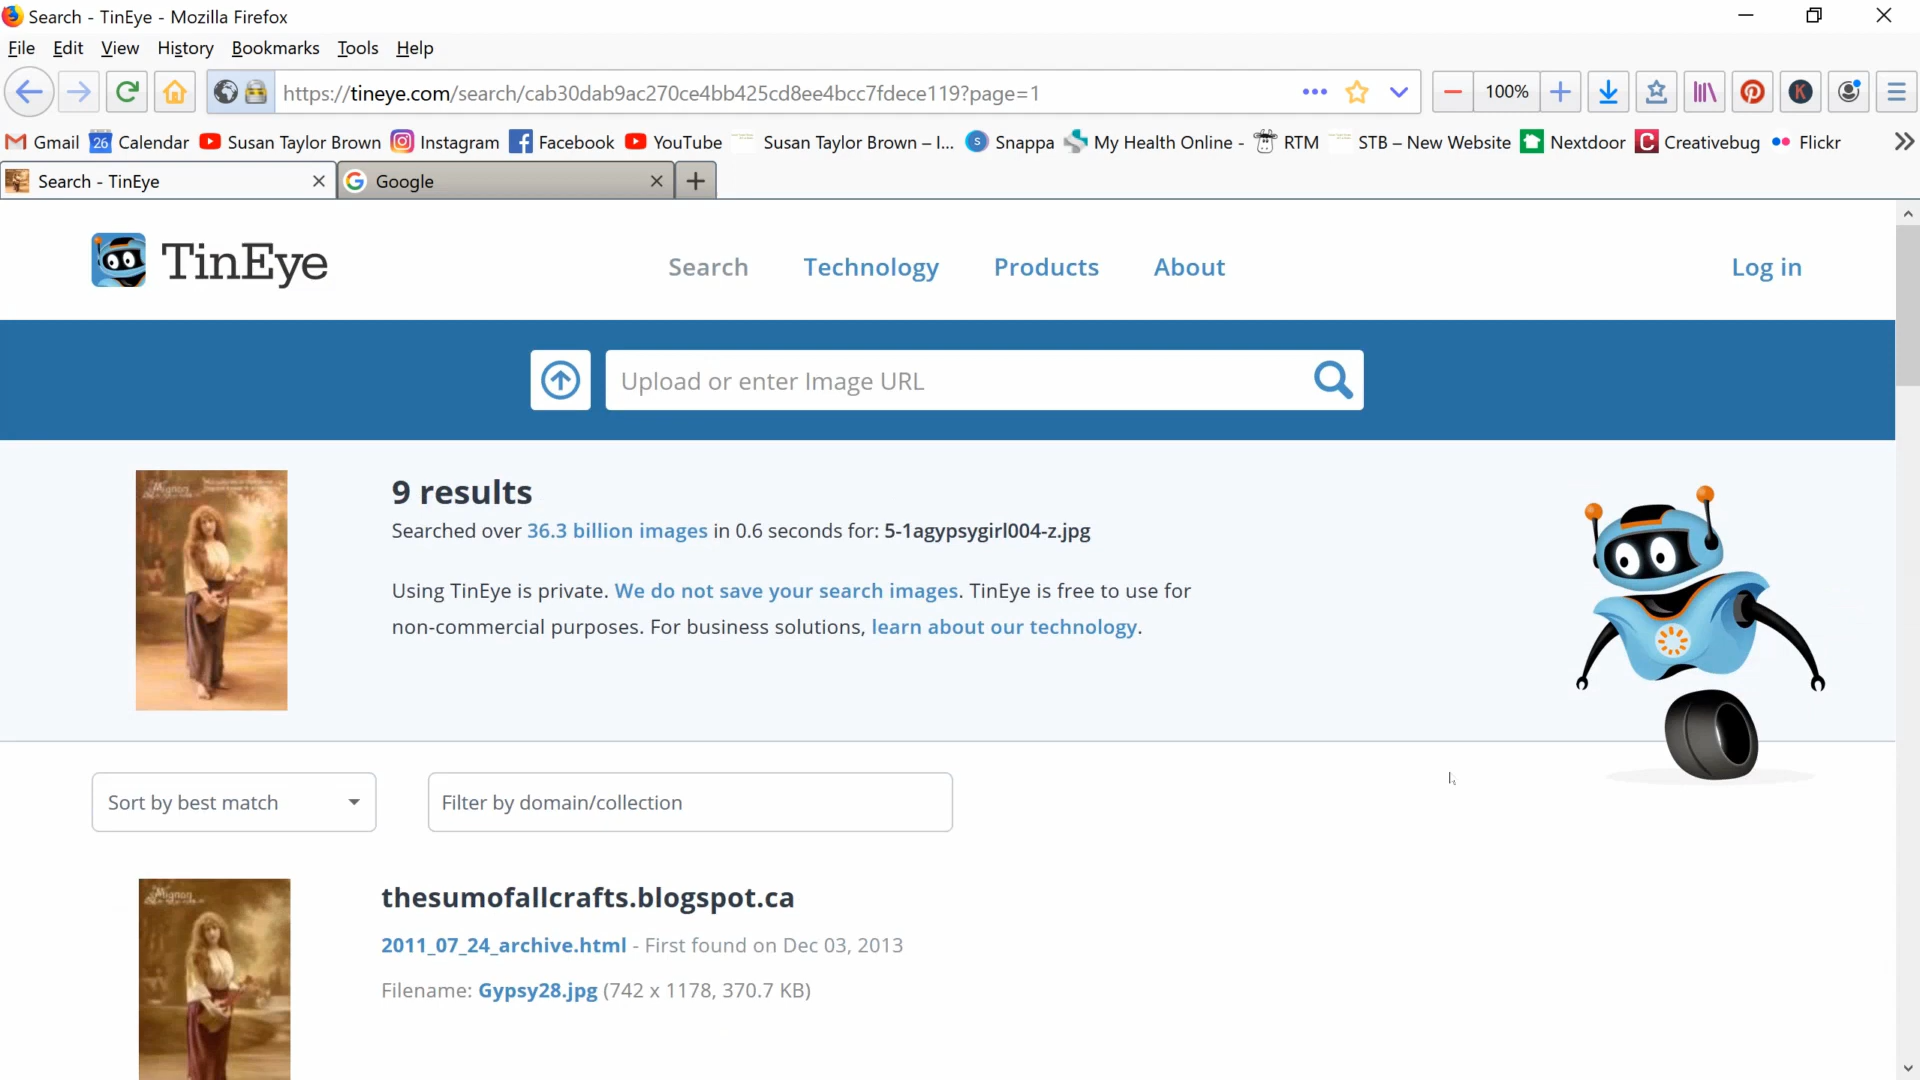 Search - TinEye - Mozilla Firefox
File Edit View History Bookmarks Tools Help
https://tineye.com/search/cab30dab9ac270ce4bb425cd8ee4bcc7fdece119?page=1
100%
K
Gmail 26 Calendar Susan Taylor Brown Instagram Facebook YouTube Susan Taylor Brown – I... S Snappa My Health Online - RTM STB – New Website Nextdoor C Creativebug Flickr
Search - TinEye Google
TinEye
Search Technology Products About Log in
Upload or enter Image URL
Mignon
9 results
Searched over 36.3 billion images in 0.6 seconds for: 5-1agypsygirl004-z.jpg
Using TinEye is private. We do not save your search images. TinEye is free to use for
non-commercial purposes. For business solutions, learn about our technology.
Sort by best match Filter by domain/collection
Mignon
thesumofallcrafts.blogspot.ca
2011_07_24_archive.html - First found on Dec 03, 2013
Filename: Gypsy28.jpg (742 x 1178, 370.7 KB)